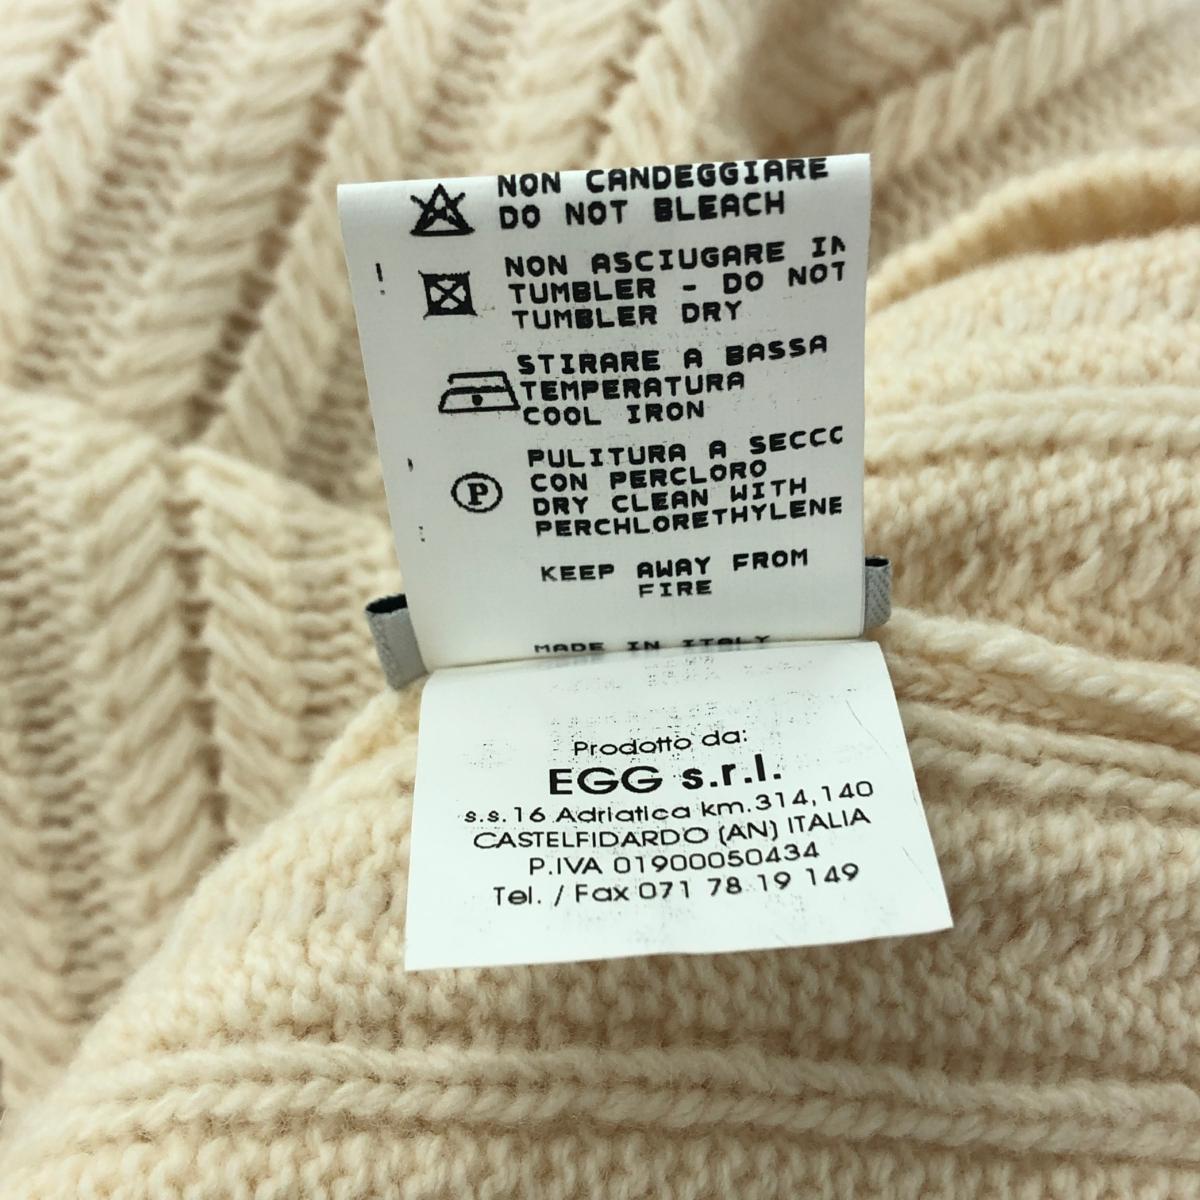 NON CANDEGGIARE
DO NOT BLEACH
NON ASCIUGARE IN
TUMBLER - DO NOT
TUMBLER DRY
STIRARE A BASSA
TEMPERATURA
COOL IRON
P
PULITURA A SECCC
CON PERCLORO
DRY CLEAN WITH
PERCHLORETHYLENE
KEEP AWAY FROM
FIRE
MADE IN ITALY
Prodotto da:
EGG s.r.l.
s.s. 16 Adriatica km. 314,140
CASTELFIDARDO (AN) ITALIA
P.IVA 01900050434
Tel. / Fax 071 78 19 149